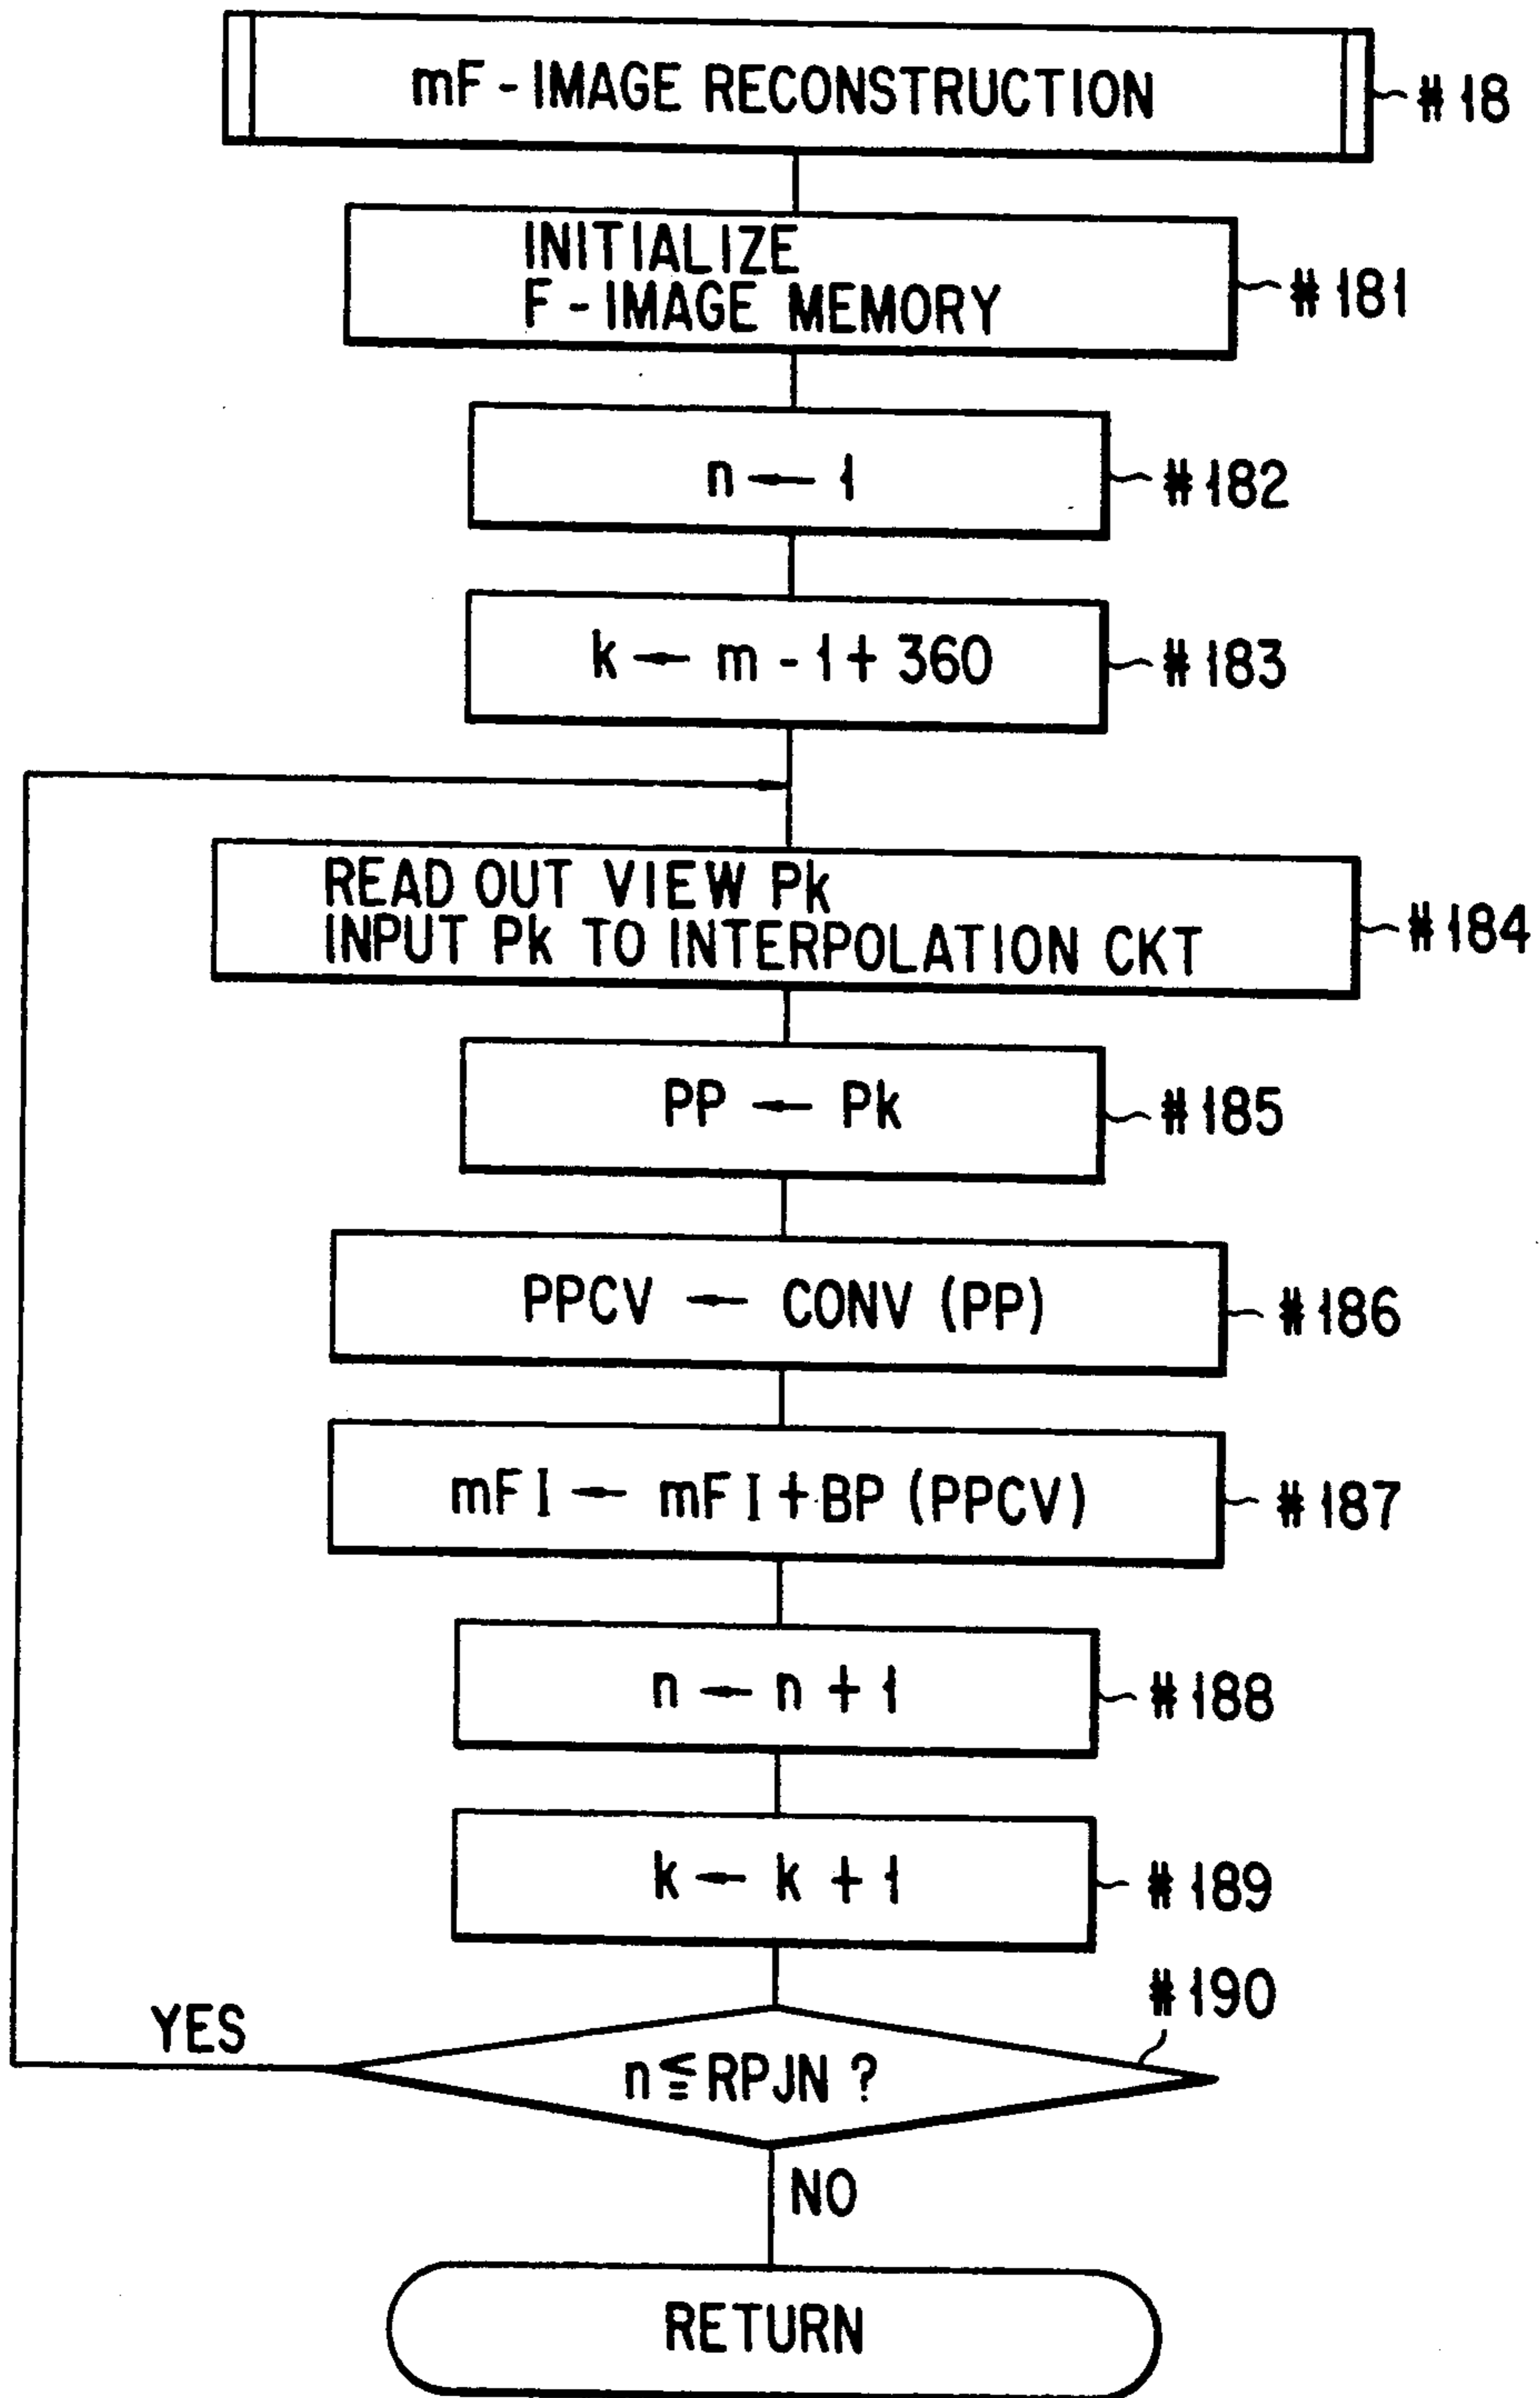 mF-IMAGE RECONSTRUCTION
#18
INITIALIZE
F-IMAGE MEMORY
#181
n ← 1
#182
k ← m - 1 + 360
#183
READ OUT VIEW Pk
INPUT Pk TO INTERPOLATION CKT
#184
PP ← Pk
#185
PPCV ← CONV (PP)
#186
mFI ← mFI + BP (PPCV)
#187
n ← n + 1
#188
k ← k + 1
#189
#190
YES
n ≦ RPJN ?
NO
RETURN